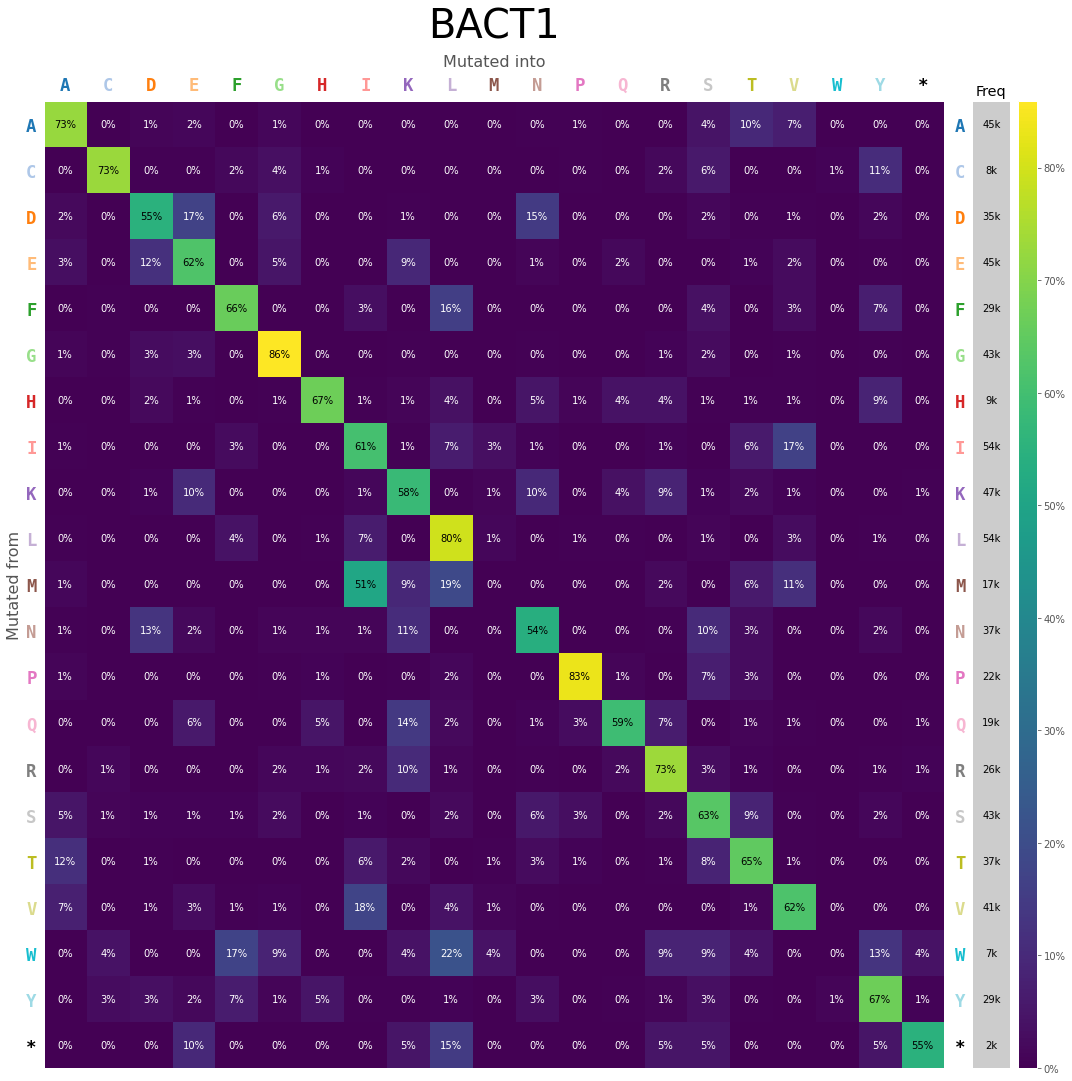 BACT1
Mutated into
A C D E F G H I K L M N P Q R S T V W Y * Freq
A 73% 0% 1% 2% 0% 1% 0% 0% 0% 0% 0% 0% 1% 0% 0% 4% 10% 7% 0% 0% 0% A 45k
C 0% 73% 0% 0% 2% 4% 1% 0% 0% 0% 0% 0% 0% 0% 2% 6% 0% 0% 1% 11% 0% C 8k
80%
D 2% 0% 55% 17% 0% 6% 0% 1% 0% 0% 0% 15% 0% 0% 0% 2% 0% 1% 0% 2% 0% D 35k
E 3% 0% 12% 62% 0% 5% 0% 0% 9% 0% 0% 1% 0% 2% 0% 0% 1% 2% 0% 0% 0% E 45k
70%
F 0% 0% 0% 0% 66% 0% 0% 3% 0% 16% 0% 0% 0% 0% 0% 4% 0% 3% 0% 7% 0% F 29k
G 1% 0% 3% 3% 0% 86% 0% 0% 0% 0% 0% 0% 0% 0% 1% 2% 0% 1% 0% 0% 0% G 43k
60%
H 0% 0% 2% 1% 0% 1% 67% 1% 1% 4% 0% 5% 1% 4% 4% 1% 1% 1% 0% 9% 0% H 9k
I 1% 0% 0% 0% 3% 0% 0% 61% 1% 7% 3% 1% 0% 0% 1% 0% 6% 17% 0% 0% 0% I 54k
K 0% 0% 1% 10% 0% 0% 0% 1% 58% 0% 1% 10% 0% 4% 9% 1% 2% 1% 0% 0% 1% K 47k
50%
L 0% 0% 0% 0% 4% 0% 1% 7% 0% 80% 1% 0% 1% 0% 0% 1% 0% 3% 0% 1% 0% L 54k
Mutated from
M 1% 0% 0% 0% 0% 0% 0% 51% 9% 19% 0% 0% 0% 0% 2% 0% 6% 11% 0% 0% 0% M 17k
40%
N 1% 0% 13% 2% 0% 1% 1% 1% 11% 0% 0% 54% 0% 0% 0% 10% 3% 0% 0% 2% 0% N 37k
P 1% 0% 0% 0% 0% 0% 1% 0% 0% 2% 0% 0% 83% 1% 0% 7% 3% 0% 0% 0% 0% P 22k
Q 0% 0% 0% 6% 0% 0% 5% 0% 14% 2% 0% 1% 3% 59% 7% 0% 1% 1% 0% 0% 1% Q 19k
30%
R 0% 1% 0% 0% 0% 2% 1% 2% 10% 1% 0% 0% 0% 2% 73% 3% 1% 0% 0% 1% 1% R 26k
S 5% 1% 1% 1% 1% 2% 0% 1% 0% 2% 0% 6% 3% 0% 2% 63% 9% 0% 0% 2% 0% S 43k
20%
T 12% 0% 1% 0% 0% 0% 0% 6% 2% 0% 1% 3% 1% 0% 1% 8% 65% 1% 0% 0% 0% T 37k
V 7% 0% 1% 3% 1% 1% 0% 18% 0% 4% 1% 0% 0% 0% 0% 0% 1% 62% 0% 0% 0% V 41k
W 0% 4% 0% 0% 17% 9% 0% 0% 4% 22% 4% 0% 0% 0% 9% 9% 4% 0% 0% 13% 4% W 7k
10%
Y 0% 3% 3% 2% 7% 1% 5% 0% 0% 1% 0% 3% 0% 0% 1% 3% 0% 0% 1% 67% 1% Y 29k
* 0% 0% 0% 10% 0% 0% 0% 0% 5% 15% 0% 0% 0% 0% 5% 5% 0% 0% 0% 5% 55% * 2k
0%